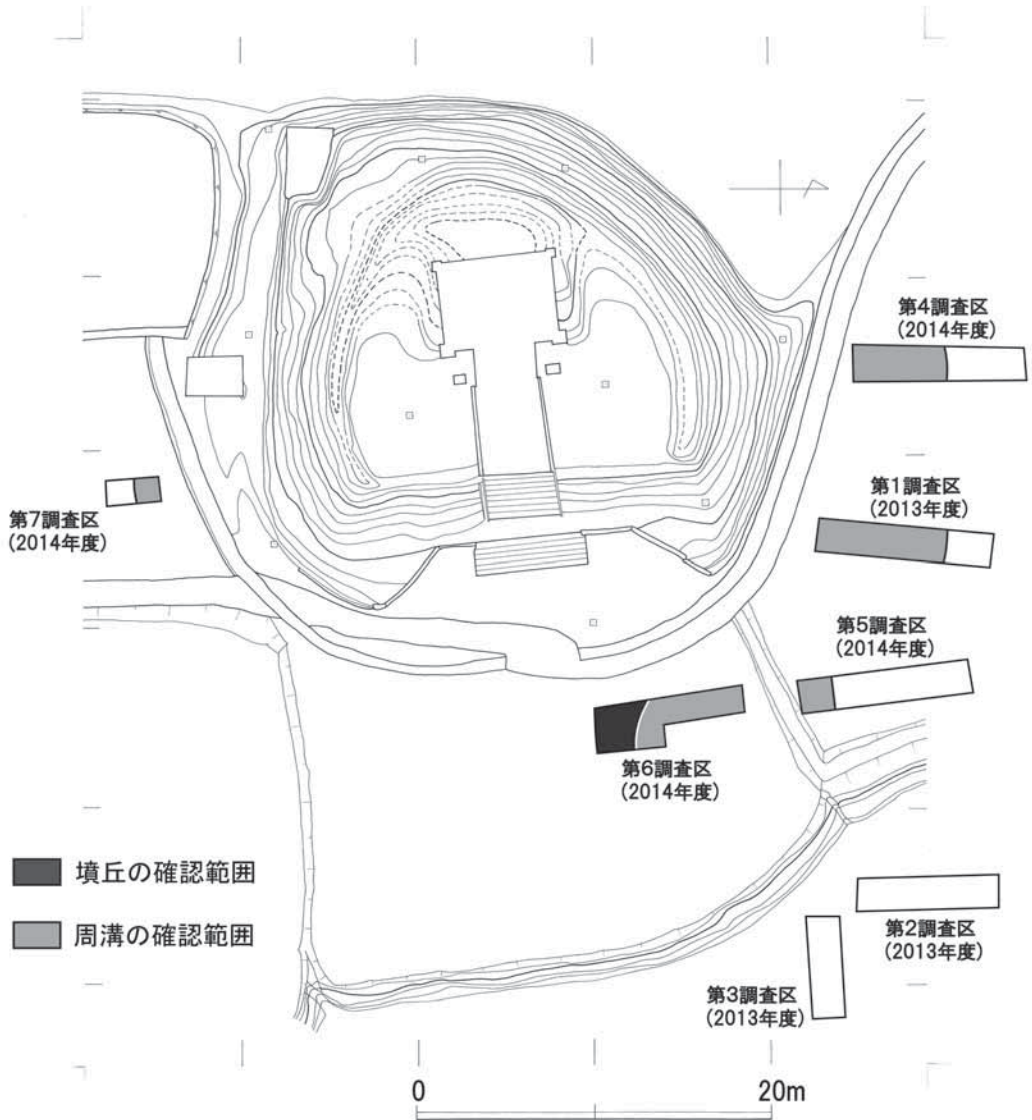 第4調査区
(2014年度)
第1調査区
(2013年度)
第7調査区
(2014年度)
第5調査区
(2014年度)
第6調査区
(2014年度)
墳丘の確認範囲
周溝の確認範囲
第2調査区
(2013年度)
第3調査区
(2013年度)
0
20m